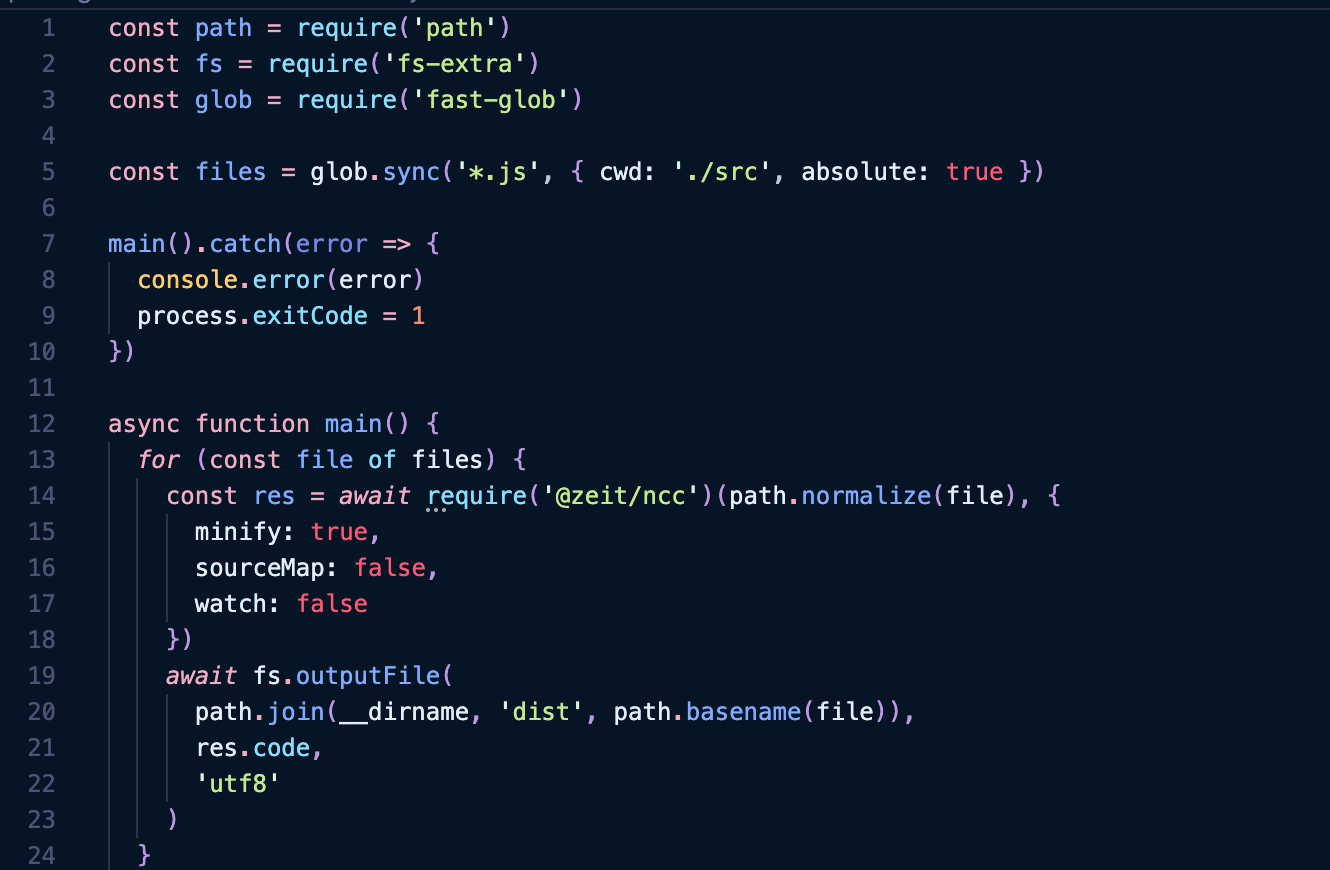 1 const path = require('path')
2 const fs = require('fs-extra')
3 const glob = require('fast-glob')
4
5 const files = glob.sync('*.js', { cwd: './src', absolute: true })
6
7 main().catch(error => {
8   console.error(error)
9   process.exitCode = 1
10 })
11
12 async function main() {
13   for (const file of files) {
14     const res = await require('@zeit/ncc')(path.normalize(file), {
15       minify: true,
16       sourceMap: false,
17       watch: false
18     })
19     await fs.outputFile(
20       path.join(__dirname, 'dist', path.basename(file)),
21       res.code,
22       'utf8'
23     )
24   }